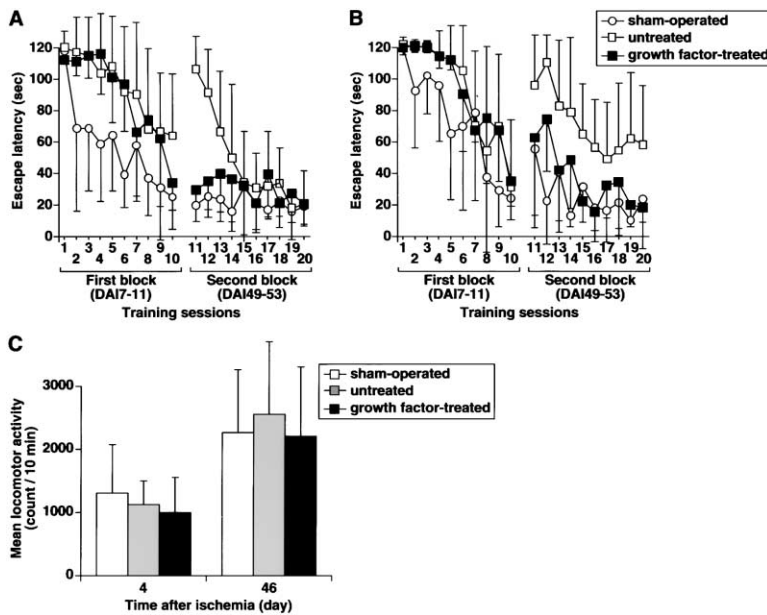 A
B
sham-operated
untreated
growth factor-treated
Escape latency (sec)
120
100
80
60
40
20
0
1 3 5 7 9 11 13 15 17 19
2 4 6 8 10 12 14 16 18 20
First block
(DAI7-11)
Second block
(DAI49-53)
Training sessions
Escape latency (sec)
120
100
80
60
40
20
0
1 3 5 7 9 11 13 15 17 19
2 4 6 8 10 12 14 16 18 20
First block
(DAI7-11)
Second block
(DAI49-53)
Training sessions
C
sham-operated
untreated
growth factor-treated
Mean locomotor activity
(count / 10 min)
3000
2000
1000
0
4 46
Time after ischemia (day)